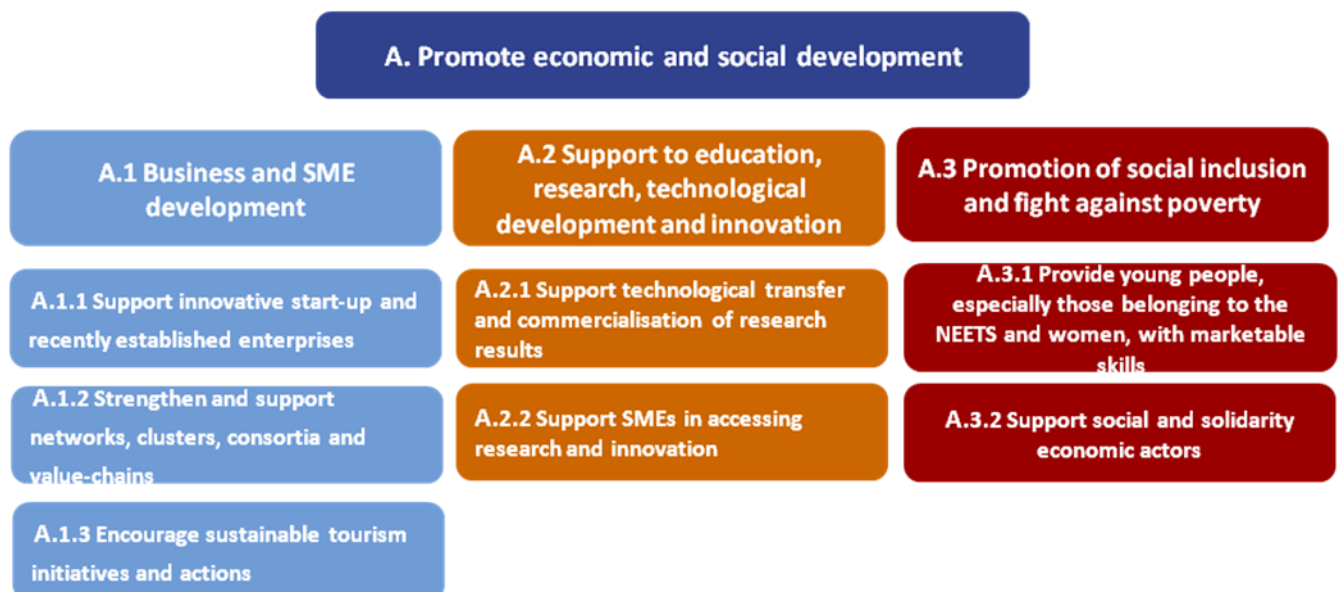 A. Promote economic and social development
A.1 Business and SME
development
A.1.1 Support innovative start-up and
recently established enterprises
A.1.2 Strengthen and support
networks, clusters, consortia and
value-chains
A.1.3 Encourage sustainable tourism
initiatives and actions
A.2 Support to education,
research, technological
development and innovation
A.2.1 Support technological transfer
and commercialisation of research
results
A.2.2 Support SMEs in accessing
research and innovation
A.3 Promotion of social inclusion
and fight against poverty
A.3.1 Provide young people,
especially those belonging to the
NEETS and women, with marketable
skills
A.3.2 Support social and solidarity
economic actors